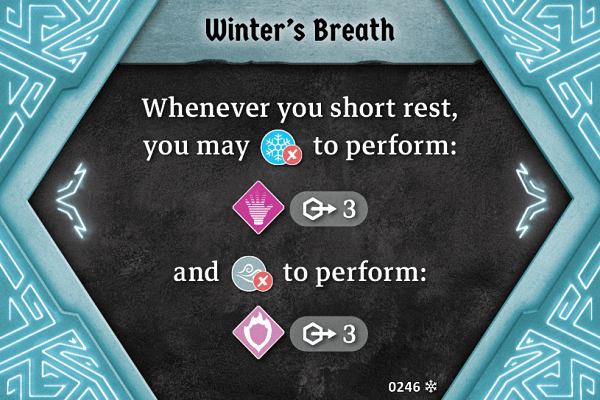 Winter's Breath
Whenever you short rest,
you may to perform:
3
and to perform:
3
0246